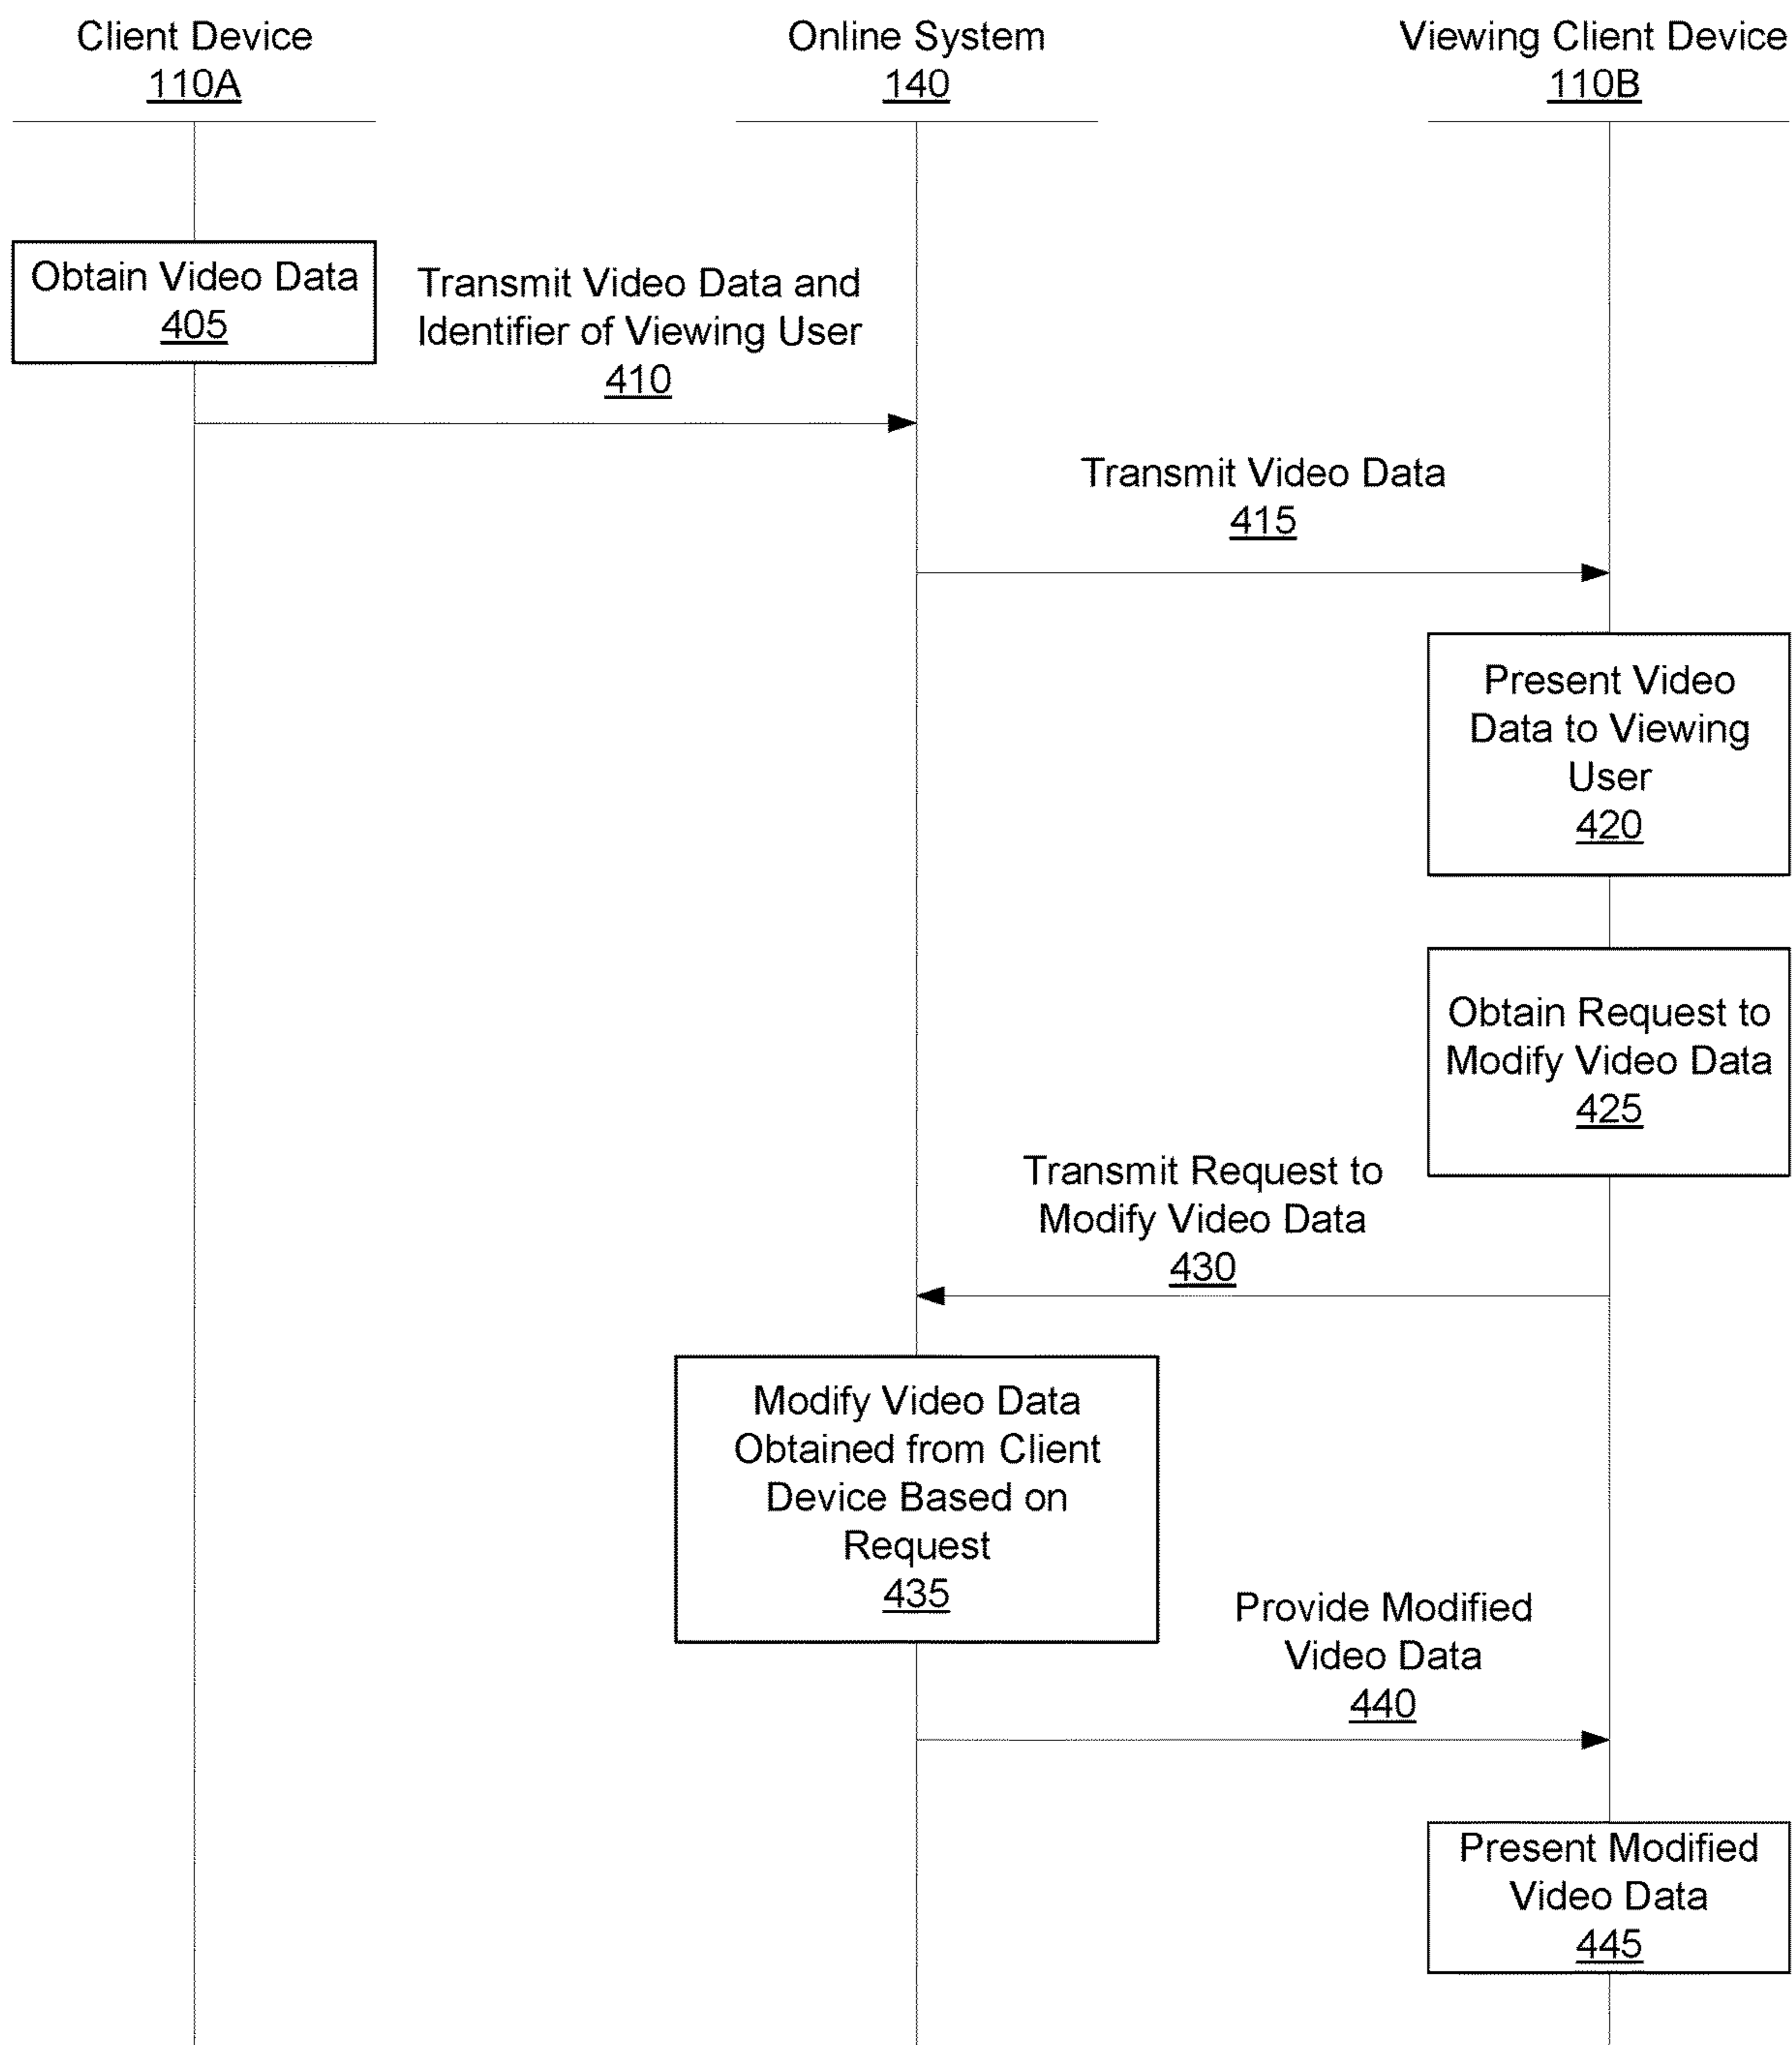 Client Device
110A
Online System
140
Viewing Client Device
110B
Obtain Video Data
405
Transmit Video Data and
Identifier of Viewing User
410
Transmit Video Data
415
Present Video
Data to Viewing
User
420
Obtain Request to
Modify Video Data
425
Transmit Request to
Modify Video Data
430
Modify Video Data
Obtained from Client
Device Based on
Request
435
Provide Modified
Video Data
440
Present Modified
Video Data
445